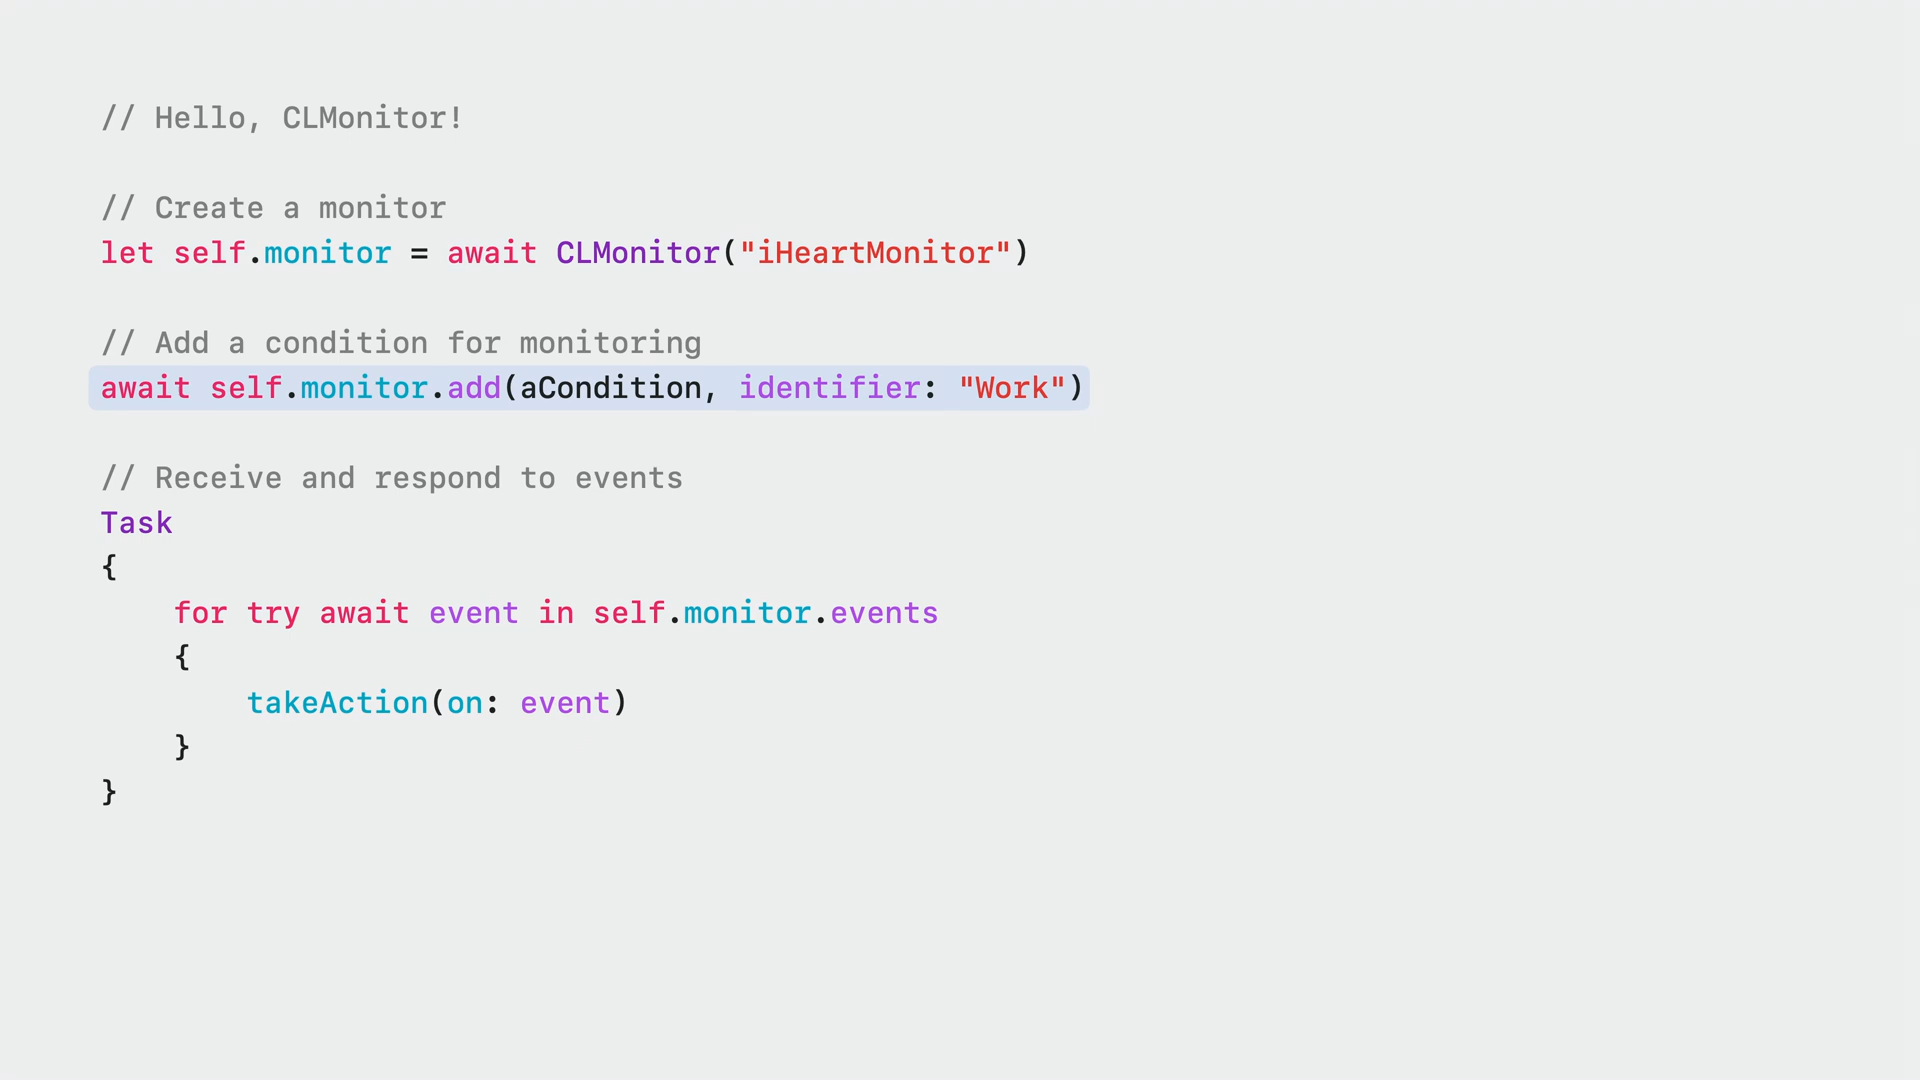 // Hello, CLMonitor!
// Create a monitor
let self.monitor = await CLMonitor("iHeartMonitor")
// Add a condition for monitoring
await self.monitor.add(aCondition, identifier: "Work")
// Receive and respond to events
Task
{
    for try await event in self.monitor.events
    {
        takeAction(on: event)
    }
}